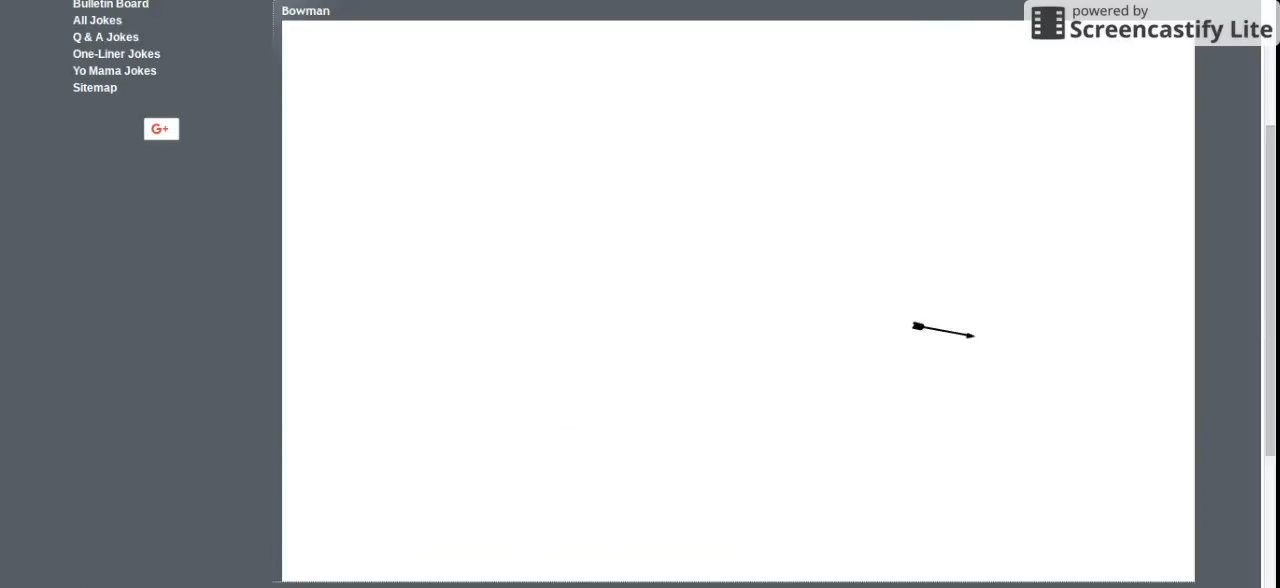 Bulletin Board
All Jokes
Q & A Jokes
One-Liner Jokes
Yo Mama Jokes
Sitemap
G+
Bowman
powered by
Screencastify Lite